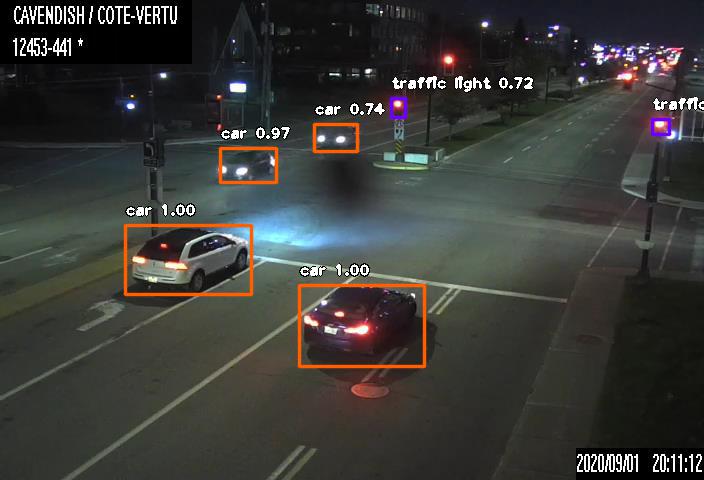 CAVENDISH / COTE-VERTU
12453-441 *
traffic light 0.72
traffic
car 0.74
car 0.97
car 1.00
car 1.00
2020/09/01 20:11:12